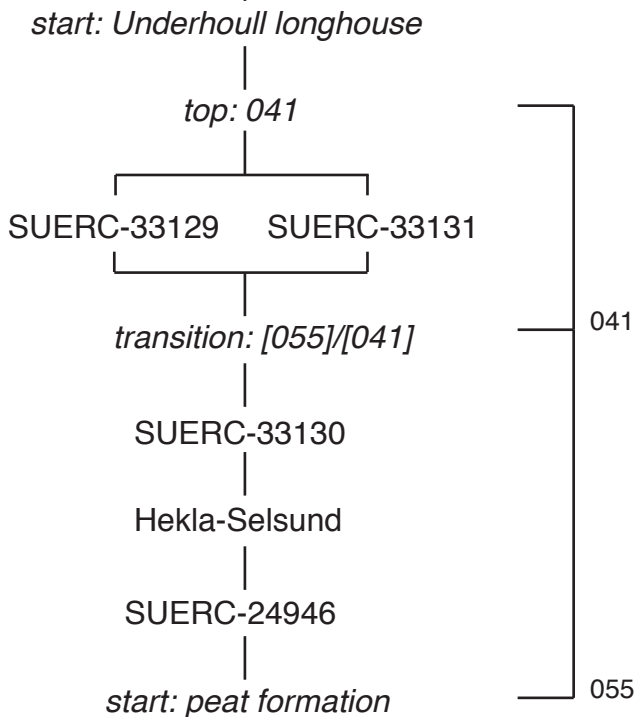 start: Underhoull longhouse
top: 041
SUERC-33129 SUERC-33131
transition: [055]/[041]
041
SUERC-33130
Hekla-Selsund
SUERC-24946
start: peat formation
055